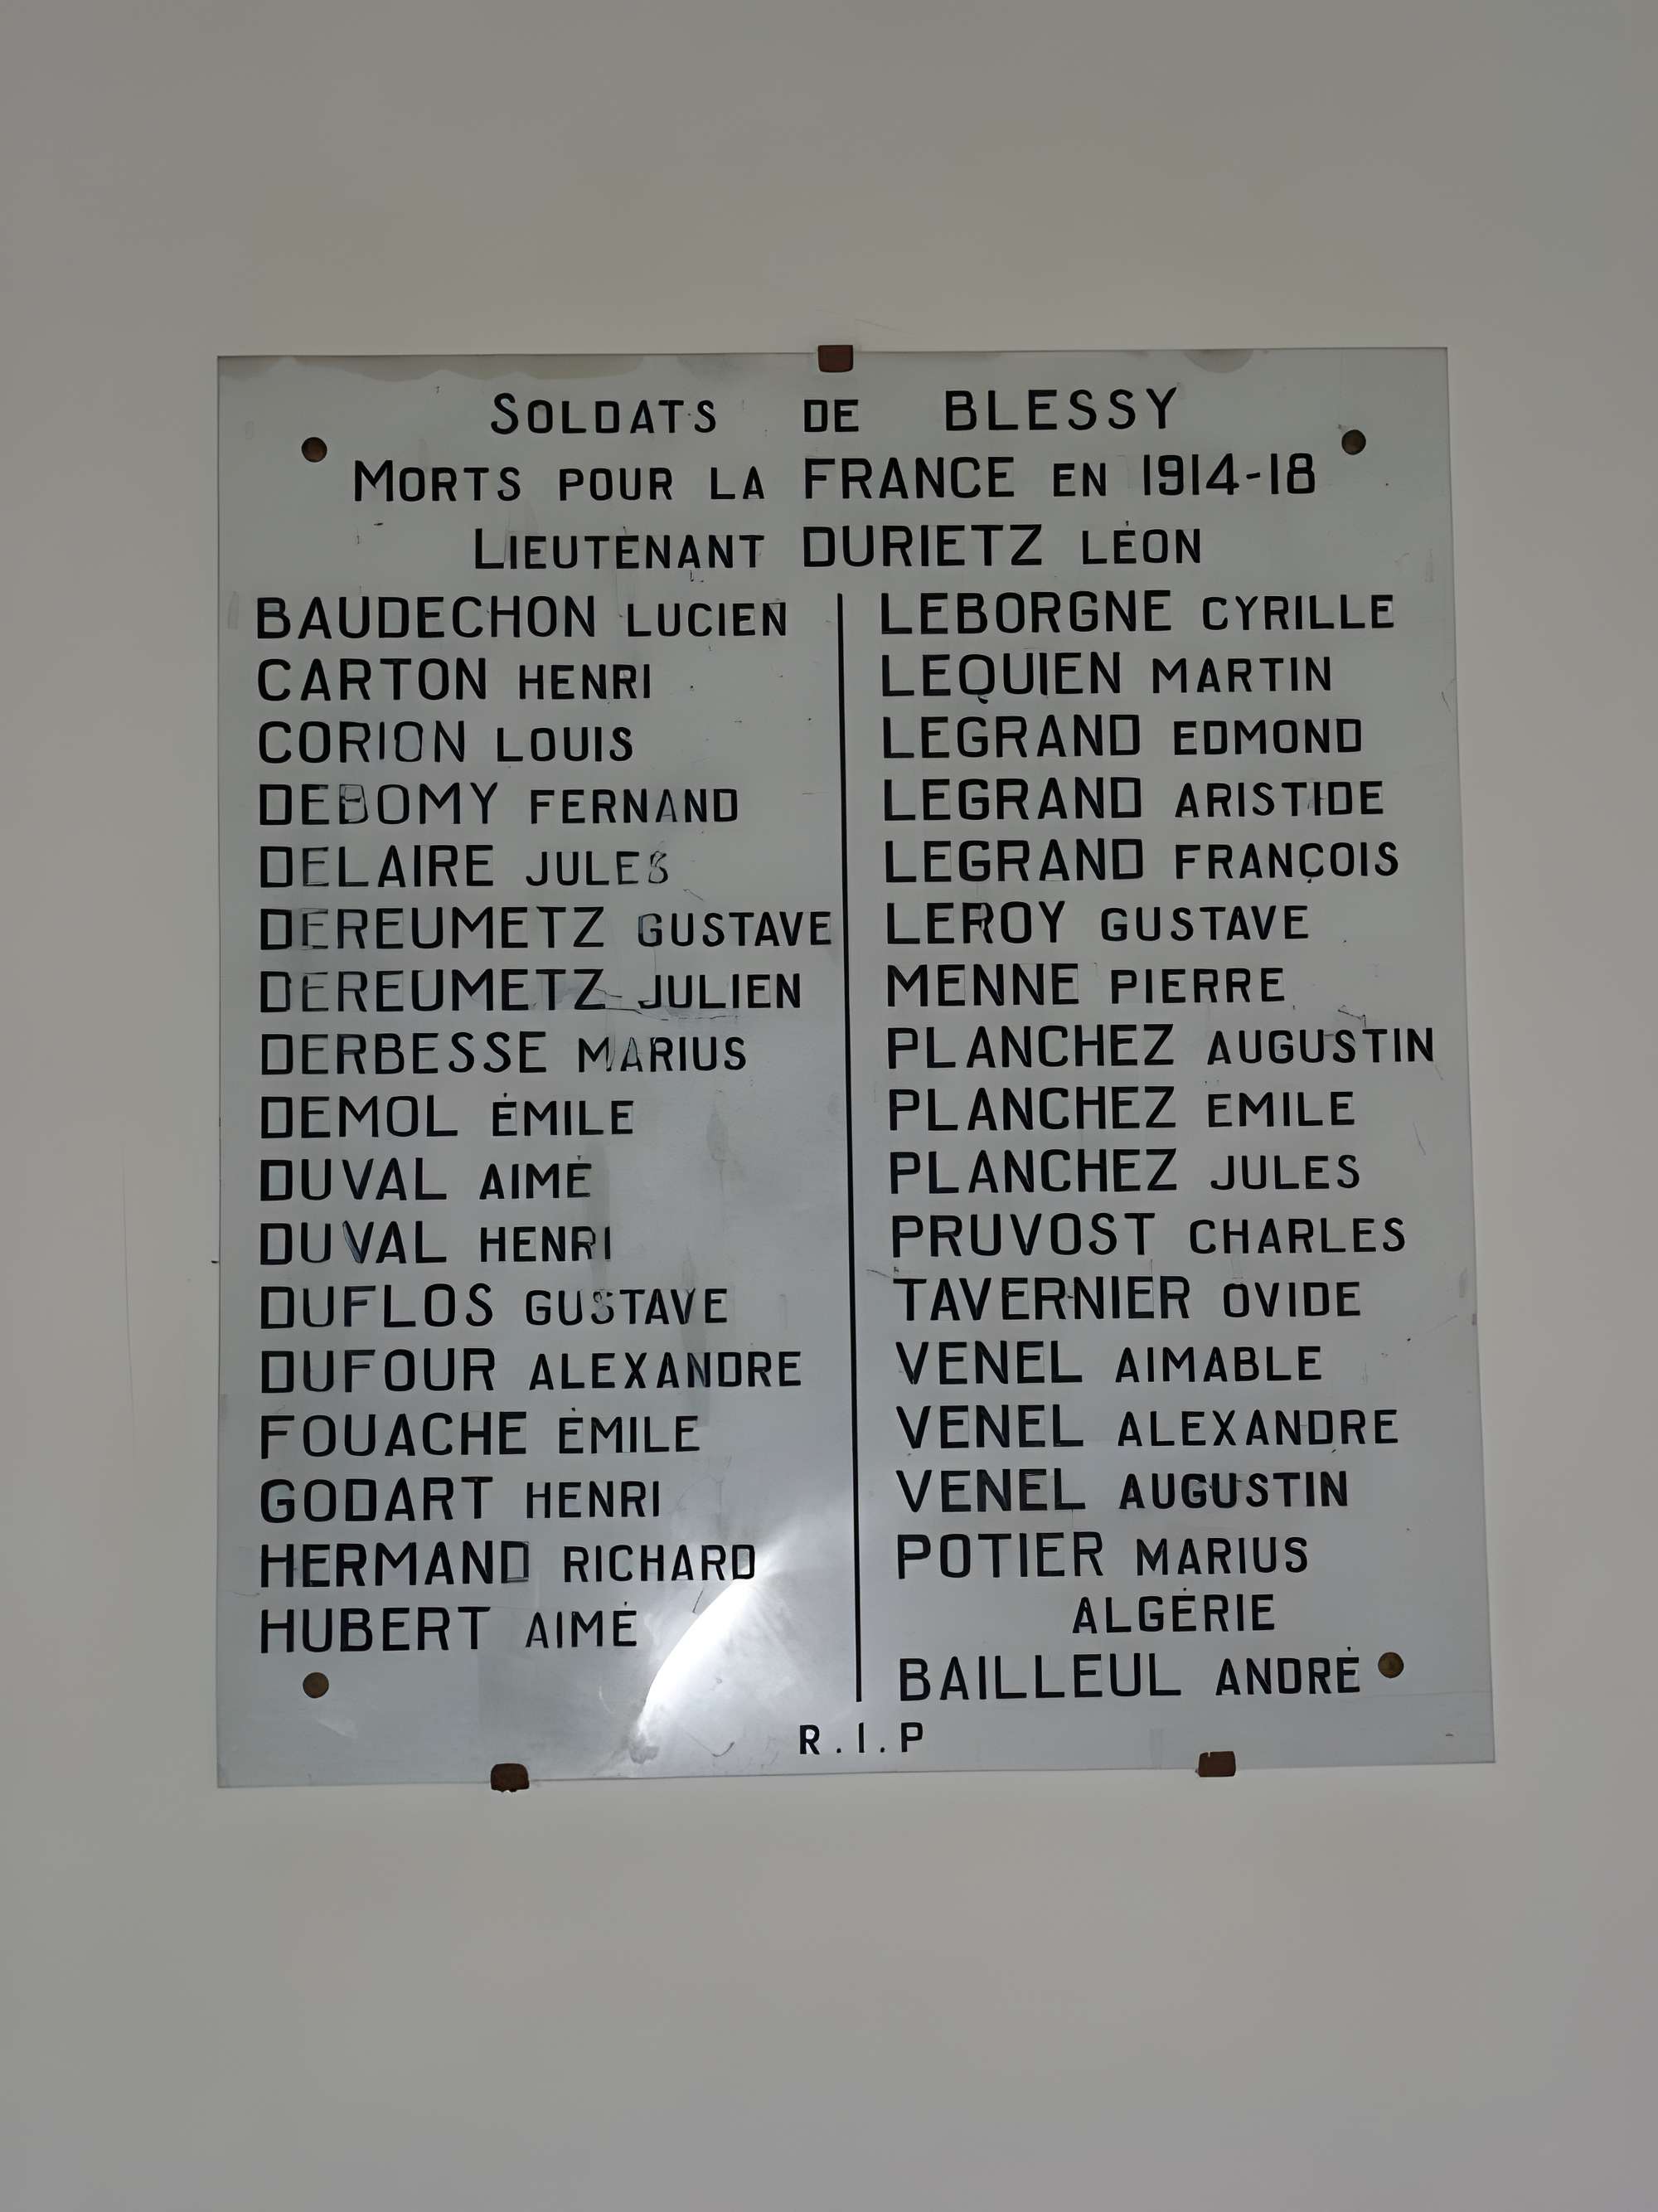 SOLDATS DE BLESSY
MORTS POUR LA FRANCE EN 1914-18
LIEUTENANT DURIETZ LÉON
BAUDECHON LUCIEN
CARTON HENRI
CORION LOUIS
DEBOMY FERNAND
DELAIRE JULES
DEREUMETZ GUSTAVE
DEREUMETZ JULIEN
DERBESSE MARIUS
DEMOL ÉMILE
DUVAL AIMÉ
DUVAL HENRI
DUFLOS GUSTAVE
DUFOUR ALEXANDRE
FOUACHE ÉMILE
GODART HENRI
HERMAND RICHARD
HUBERT AIMÉ
LEBORGNE CYRILLE
LEQUIEN MARTIN
LEGRAND EDMOND
LEGRAND ARISTIDE
LEGRAND FRANÇOIS
LEROY GUSTAVE
MENNE PIERRE
PLANCHEZ AUGUSTIN
PLANCHEZ EMILE
PLANCHEZ JULES
PRUVOST CHARLES
TAVERNIER OVIDE
VENEL AIMABLE
VENEL ALEXANDRE
VENEL AUGUSTIN
POTIER MARIUS
ALGÉRIE
BAILLEUL ANDRÉ
R.I.P